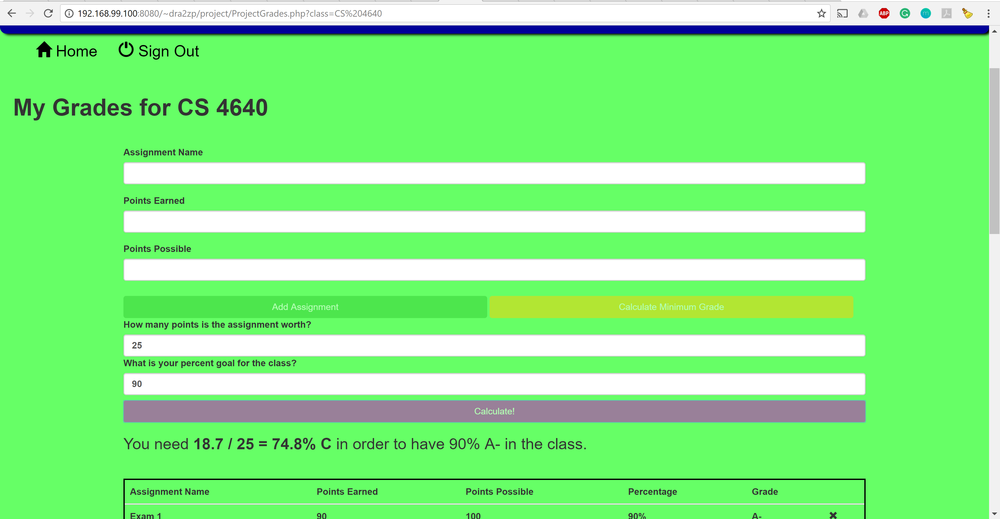 192.168.99.100:8080/~dra2zp/project/ProjectGrades.php?class=CS%204640
ABP
G
m
Home Sign Out
My Grades for CS 4640
Assignment Name
Points Earned
Points Possible
Add Assignment Calculate Minimum Grade
How many points is the assignment worth?
25
What is your percent goal for the class?
90
Calculate!
You need 18.7 / 25 = 74.8% C in order to have 90% A- in the class.
Assignment Name Points Earned Points Possible Percentage Grade
Exam 1 90 100 90% A-